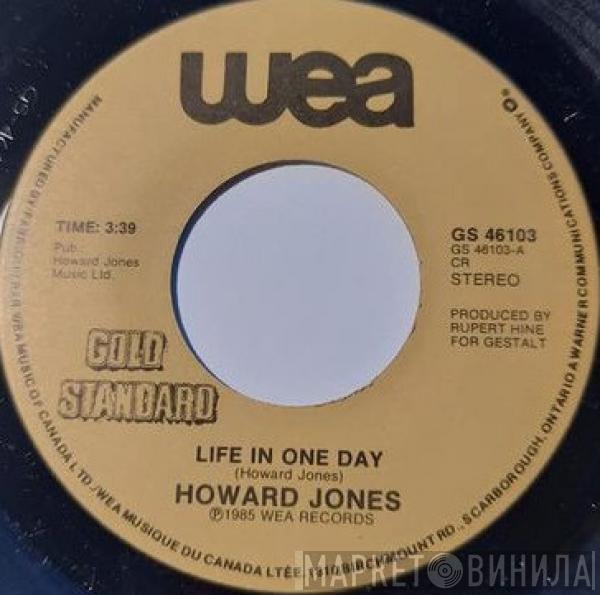 wea
TIME: 3:39
Pub.:
Howard Jones
Music Ltd.
GS 46103
GS 46103-A
CR
STEREO
PRODUCED BY
RUPERT HINE
FOR GESTALT
GOLD
STANDARD
LIFE IN ONE DAY
(Howard Jones)
HOWARD JONES
℗1985 WEA RECORDS
MANUFACTURED BY/FABRIQUÉ PAR WEA MUSIC OF CANADA LTD./WEA MUSIQUE DU CANADA LTÉE, 1810 BIRCHMOUNT RD., SCARBOROUGH, ONTARIO A WARNER COMMUNICATIONS COMPANY
МАРКЕТ ВИНИЛА